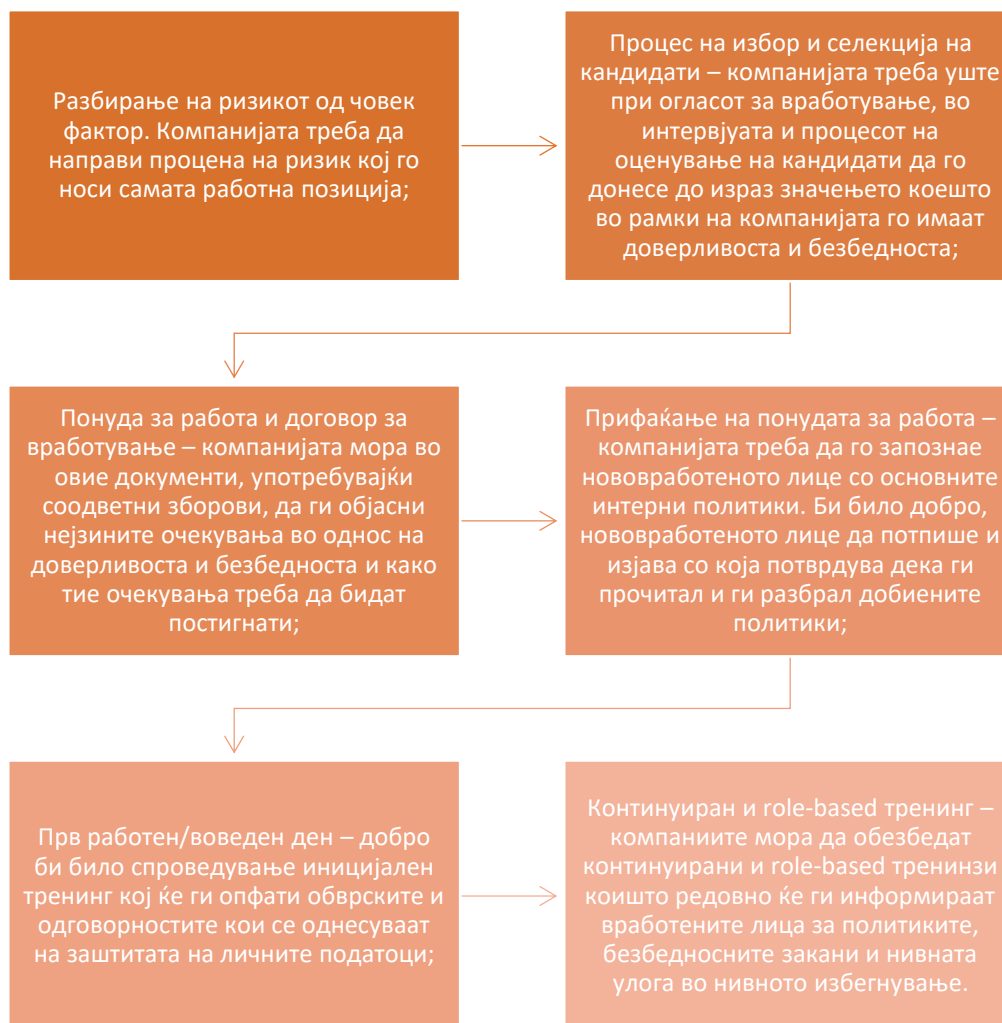 Разбирање на ризикот од човек
фактор. Компанијата треба да
направи процена на ризик кој го
носи самата работна позиција;
Процес на избор и селекција на
кандидати – компанијата треба уште
при огласот за вработување, во
интервјуата и процесот на
оценување на кандидати да го
донесе до израз значењето коешто
во рамки на компанијата го имаат
доверливоста и безбедноста;
Понуда за работа и договор за
вработување – компанијата мора во
овие документи, употребувајќи
соодветни зборови, да ги објасни
нејзините очекувања во однос на
доверливоста и безбедноста и како
тие очекувања треба да бидат
постигнати;
Прифаќање на понудата за работа –
компанијата треба да го запознае
нововработеното лице со основните
интерни политики. Би било добро,
нововработеното лице да потпише и
изјава со која потврдува дека ги
прочитал и ги разбрал добиените
политики;
Прв работен/воведен ден – добро
би било спроведување иницијален
тренинг кој ќе ги опфати обврските и
одговорностите кои се однесуваат
на заштитата на личните податоци;
Континуиран и role-based тренинг –
компаниите мора да обезбедат
континуирани и role-based тренинзи
коишто редовно ќе ги информираат
вработените лица за политиките,
безбедносните закани и нивната
улога во нивното избегнување.